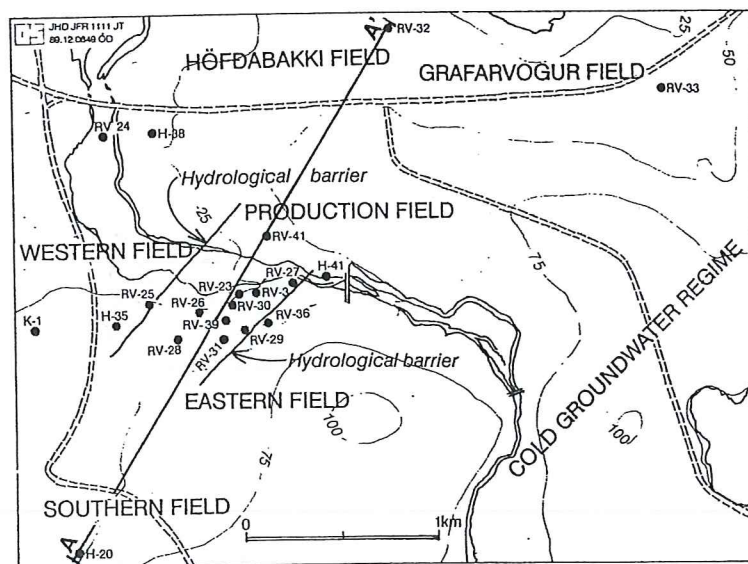 JHD JFR 1111 JT
89.12.0649 ÓD
A'
RV-32
25
50
HÖFDABAKKI FIELD
GRAFARVOGUR FIELD
RV-33
RV-24
H-38
Hydrological barrier
25
PRODUCTION FIELD
WESTERN FIELD
RV-41
75
RV-27
H-41
RV-23
RV-3
RV-25
RV-26
RV-30
K-1
H-35
RV-39
RV-36
RV-28
RV-31
RV-29
Hydrological barrier
EASTERN FIELD
100
100
COLD GROUNDWATER REGIME
75
SOUTHERN FIELD
0
1km
A
H-20